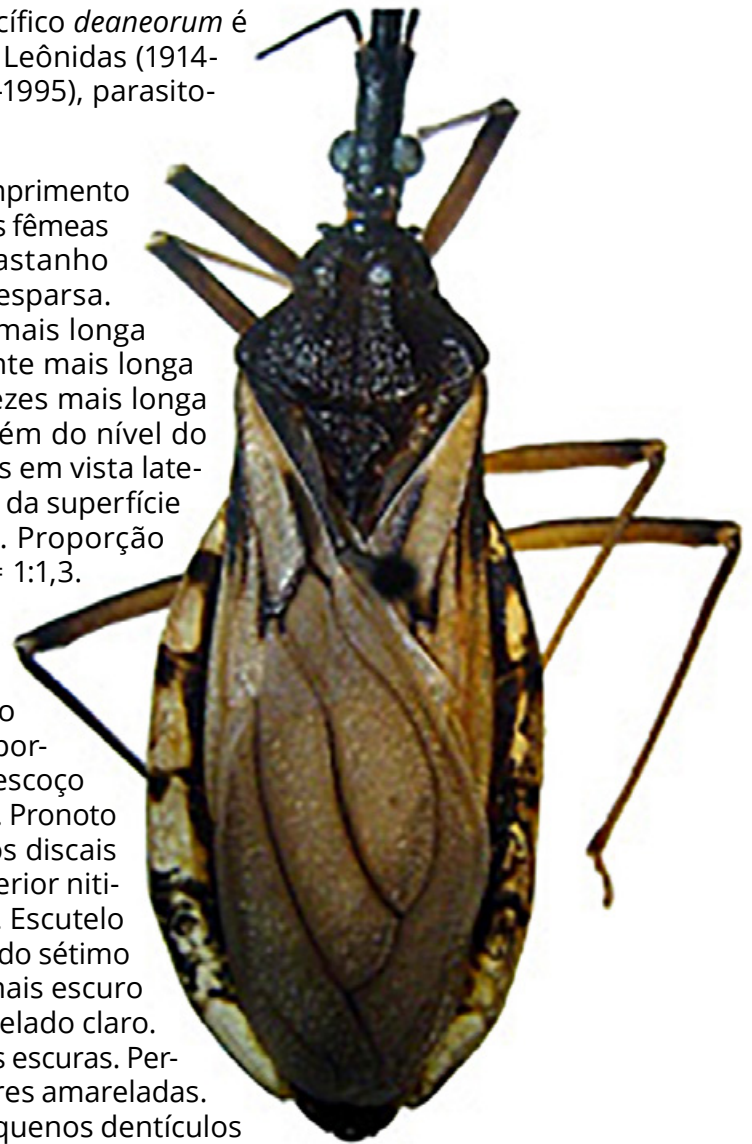 cífico deaneorum é
Leônidas (1914-
-1995), parasito-
mprimento
s fêmeas
astanho
esparsa.
mais longa
nte mais longa
ezes mais longa
ém do nível do
s em vista late-
da superfície
. Proporção
= 1:1,3.
o
por-
escoço
. Pronoto
os discais
erior niti-
. Escutelo
do sétimo
mais escuro
elado claro.
s escuras. Per-
res amareladas.
quenos dentículos